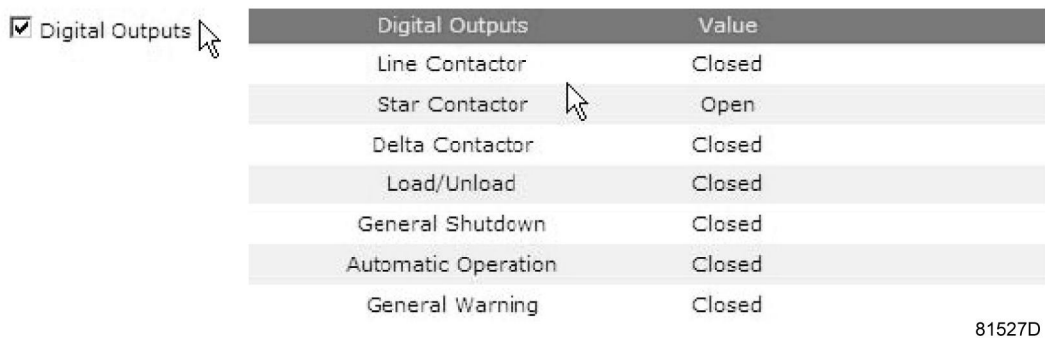 Digital Outputs
Digital Outputs Value
Line Contactor Closed
Star Contactor Open
Delta Contactor Closed
Load/Unload Closed
General Shutdown Closed
Automatic Operation Closed
General Warning Closed
81527D